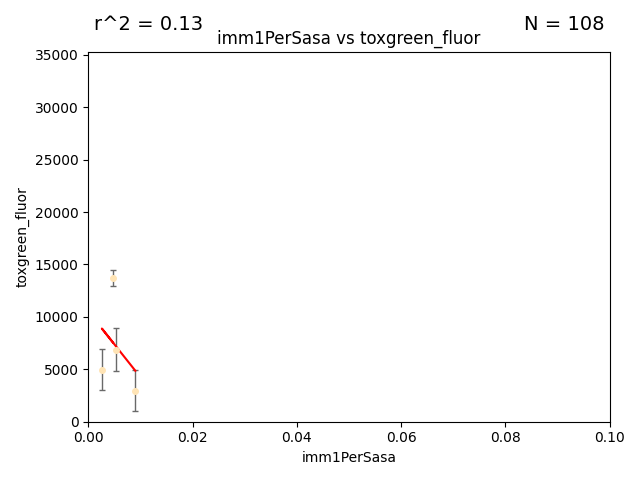 r^2 = 0.13
N = 108
imm1PerSasa vs toxgreen_fluor
35000
30000
25000
20000
15000
10000
5000
0
toxgreen_fluor
0.00
0.02
0.04
0.06
0.08
0.10
imm1PerSasa